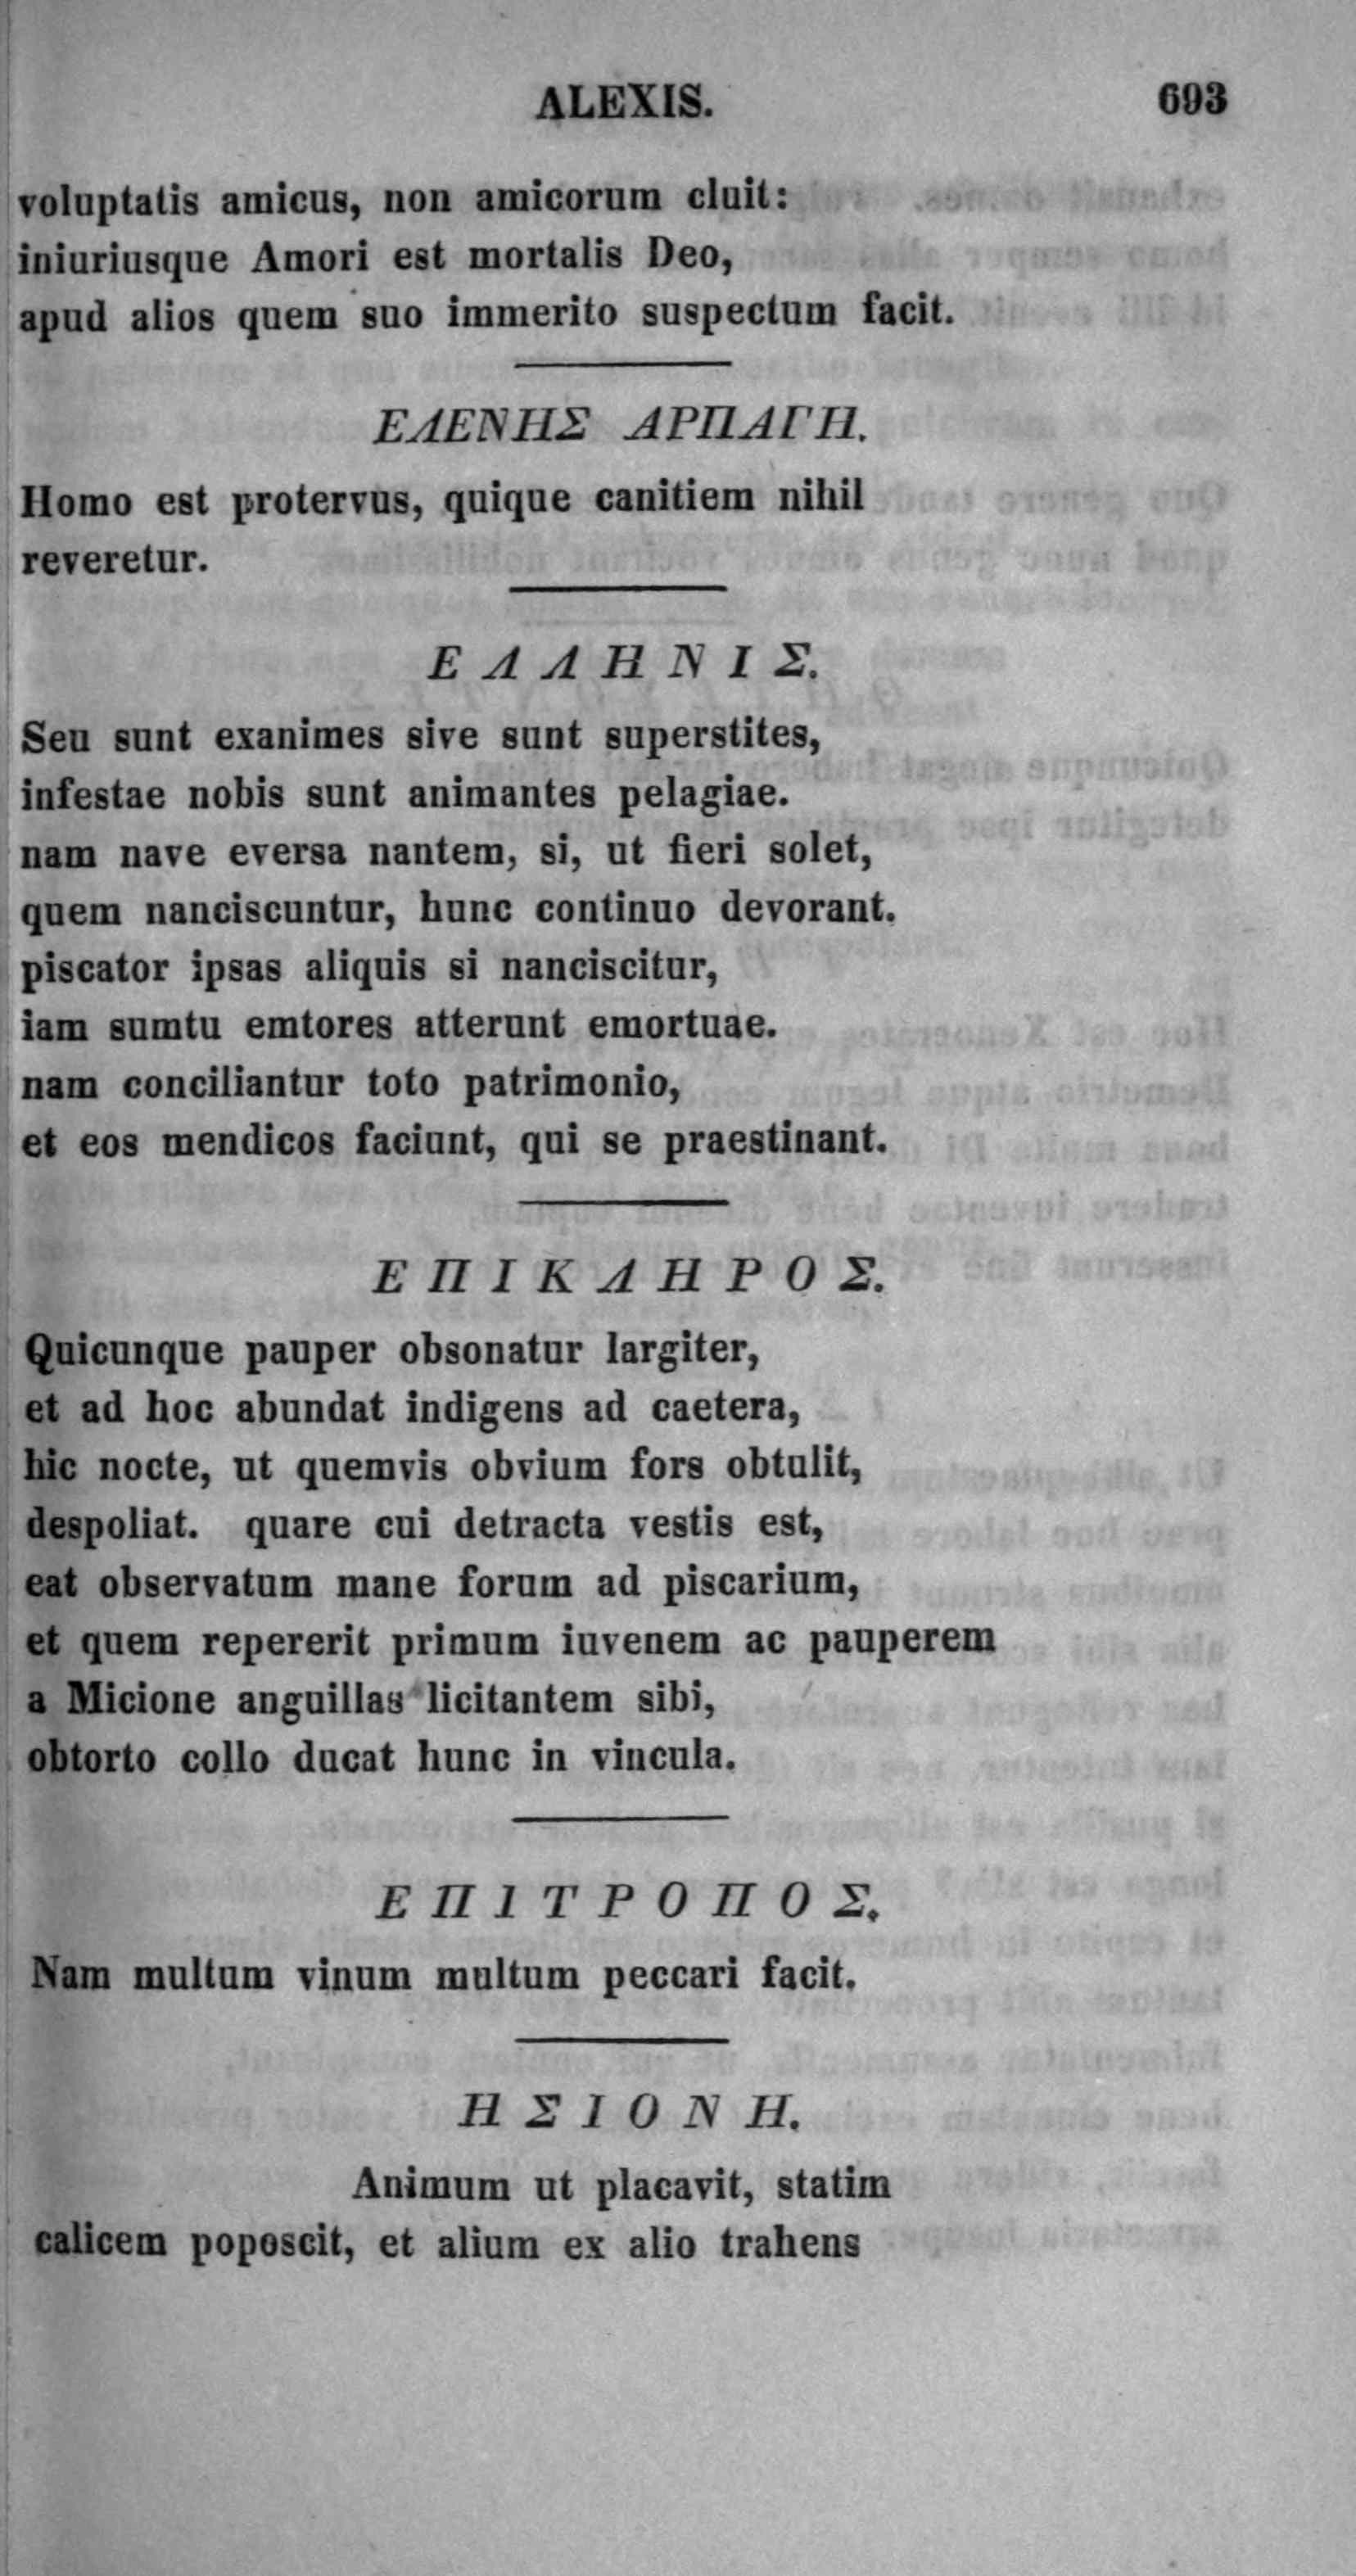 ALEXIS. 693
voluptatis amicus, non amicorum cluit:
iniuriusque Amori est mortalis Deo,
apud alios quem suo immerito suspectum facit.
ΕΛΕΝΗΣ ΑΡΠΑΓΗ.
Homo est protervus, quique canitiem nihil
reveretur.
ΕΛΛΗΝΙΣ.
Seu sunt exanimes sive sunt superstites,
infestae nobis sunt animantes pelagiae.
nam nave eversa nantem, si, ut fieri solet,
quem nanciscuntur, hunc continuo devorant.
piscator ipsas aliquis si nanciscitur,
iam sumtu emtores atterunt emortuae.
nam conciliantur toto patrimonio,
et eos mendicos faciunt, qui se praestinant.
ΕΠΙΚΛΗΡΟΣ.
Quicunque pauper obsonatur largiter,
et ad hoc abundat indigens ad caetera,
hic nocte, ut quemvis obvium fors obtulit,
despoliat. quare cui detracta vestis est,
eat observatum mane forum ad piscarium,
et quem repererit primum iuvenem ac pauperem
a Micione anguillas licitantem sibi,
obtorto collo ducat hunc in vincula.
ΕΠΙΤΡΟΠΟΣ.
Nam multum vinum multum peccari facit.
ΗΣΙΟΝΗ.
Animum ut placavit, statim
calicem poposcit, et alium ex alio trahens